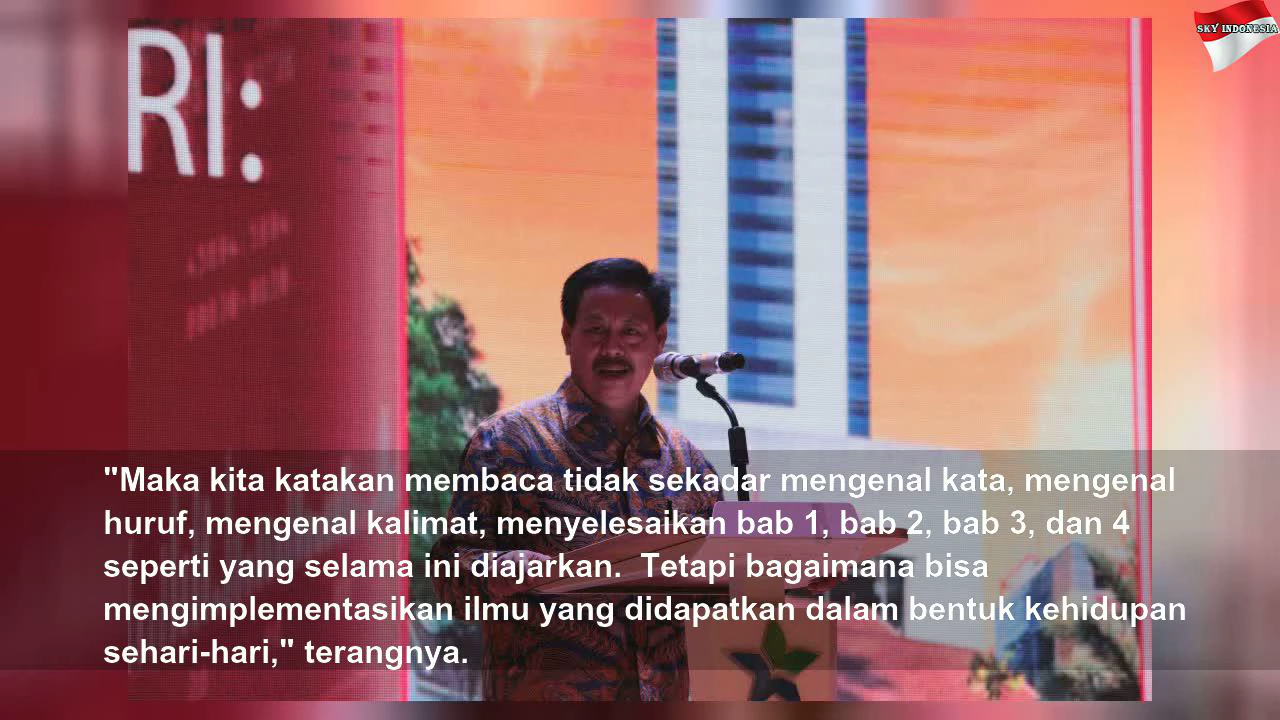 RI:
SKY INDONESIA
"Maka kita katakan membaca tidak sekadar mengenal kata, mengenal
huruf, mengenal kalimat, menyelesaikan bab 1, bab 2, bab 3, dan 4
seperti yang selama ini diajarkan.  Tetapi bagaimana bisa
mengimplementasikan ilmu yang didapatkan dalam bentuk kehidupan
sehari-hari," terangnya.